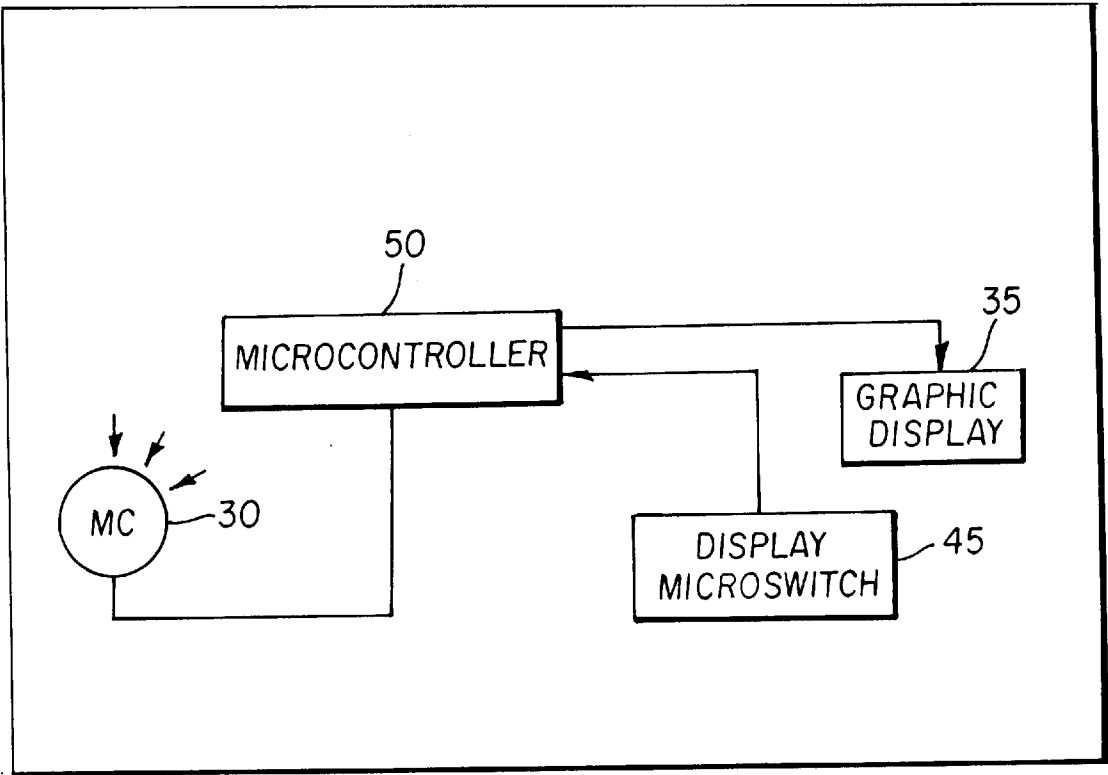 50
MICROCONTROLLER
35
GRAPHIC
DISPLAY
MC
30
DISPLAY
MICROSWITCH
45